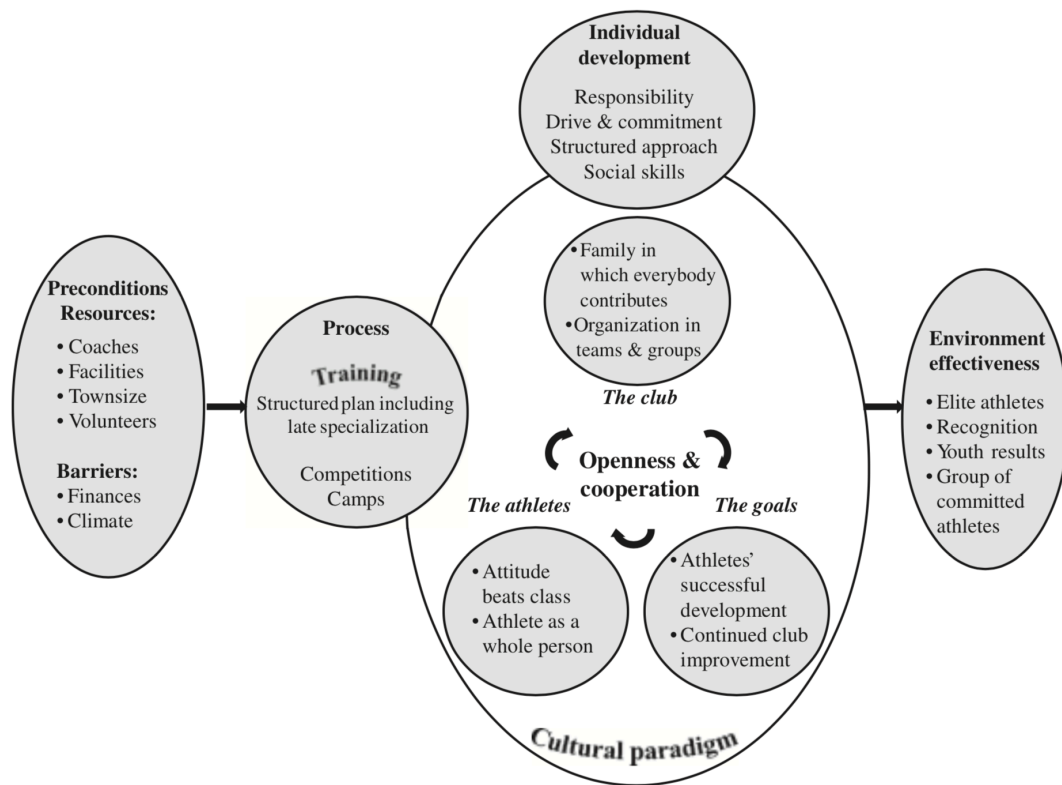 Individual
development
Responsibility
Drive & commitment
Structured approach
Social skills
Preconditions
Resources:
• Coaches
• Facilities
• Townsize
• Volunteers
Barriers:
• Finances
• Climate
Process
Training
Structured plan including
late specialization
Competitions
Camps
• Family in
which everybody
contributes
• Organization in
teams & groups
The club
Openness &
cooperation
The athletes
• Attitude
beats class
• Athlete as a
whole person
The goals
• Athletes’
successful
development
• Continued club
improvement
Cultural paradigm
Environment
effectiveness
• Elite athletes
• Recognition
• Youth results
• Group of
committed
athletes